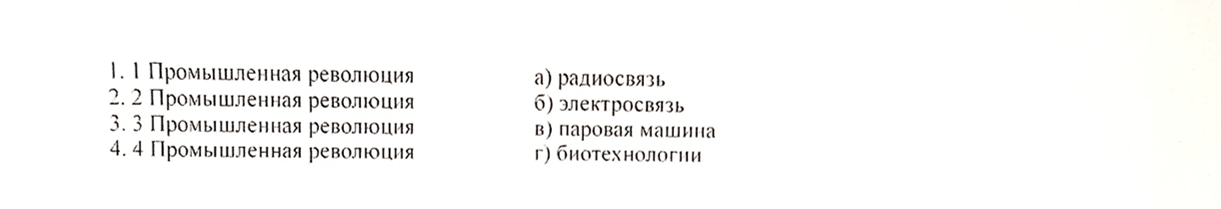 1. 1 Промышленная революция а) радиосвязь
2. 2 Промышленная революция б) электросвязь
3. 3 Промышленная революция в) паровая машина
4. 4 Промышленная революция г) биотехнологии